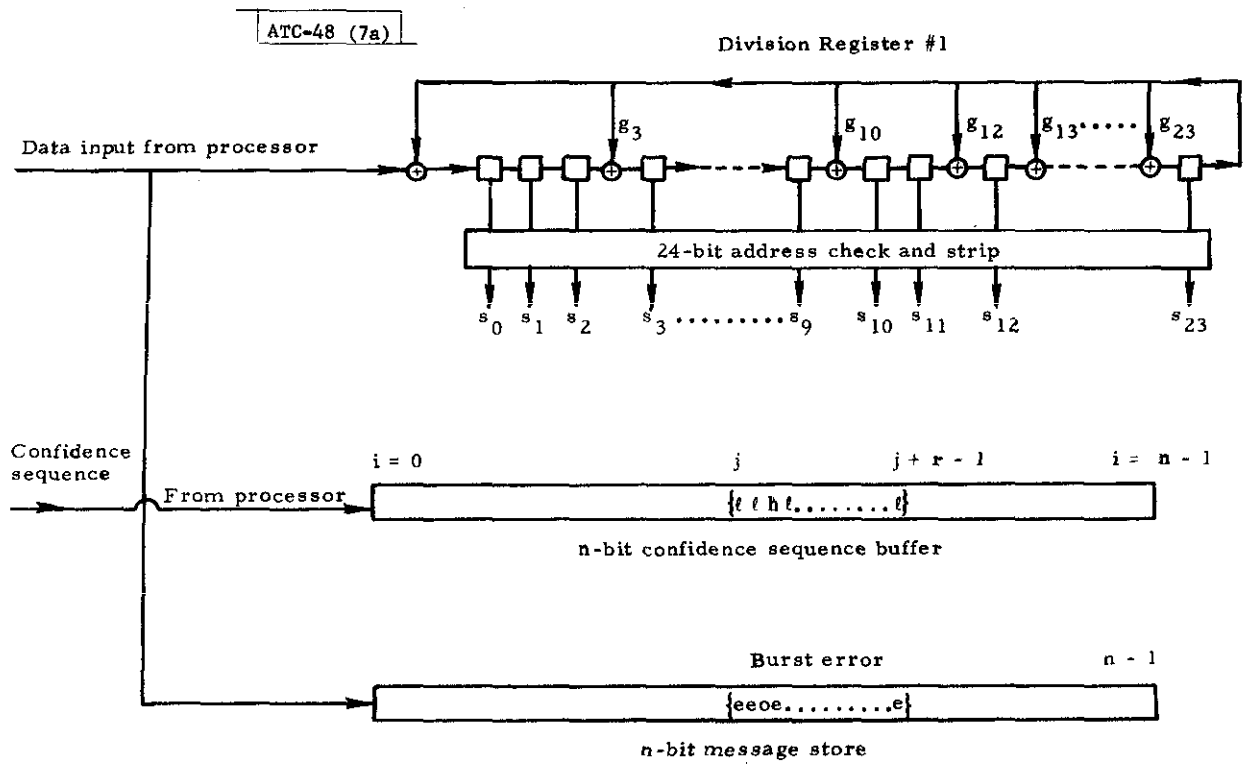 ATC-48 (7a)
Division Register #1
g3 g10 g12 g13 ..... g23
Data input from processor
24-bit address check and strip
s0 s1 s2 s3 ......... s9 s10 s11 s12 s23
Confidence sequence
i = 0 j j + r - 1 i = n - 1
From processor
{ℓ ℓ h ℓ........ℓ}
n-bit confidence sequence buffer
Burst error n - 1
{eeoe.........e}
n-bit message store